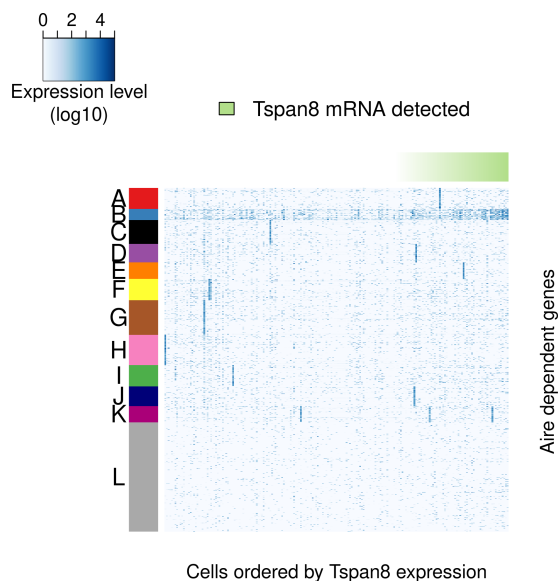 0 2 4
Expression level
(log10)
Tspan8 mRNA detected
A
B
C
D
E
F
G
H
I
J
K
L
Aire dependent genes
Cells ordered by Tspan8 expression